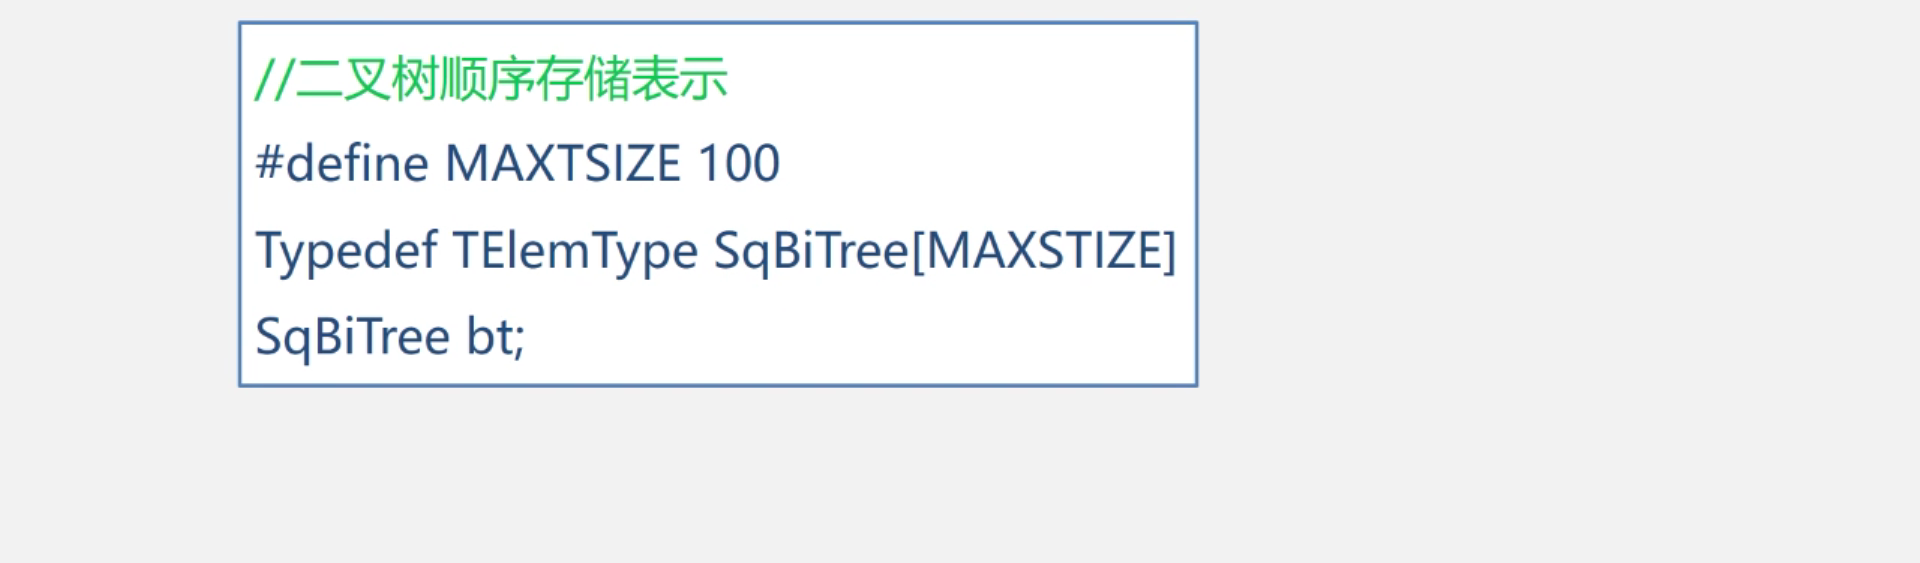 //二叉树顺序存储表示
#define MAXTSIZE 100
Typedef TElemType SqBiTree[MAXSTIZE]
SqBiTree bt;